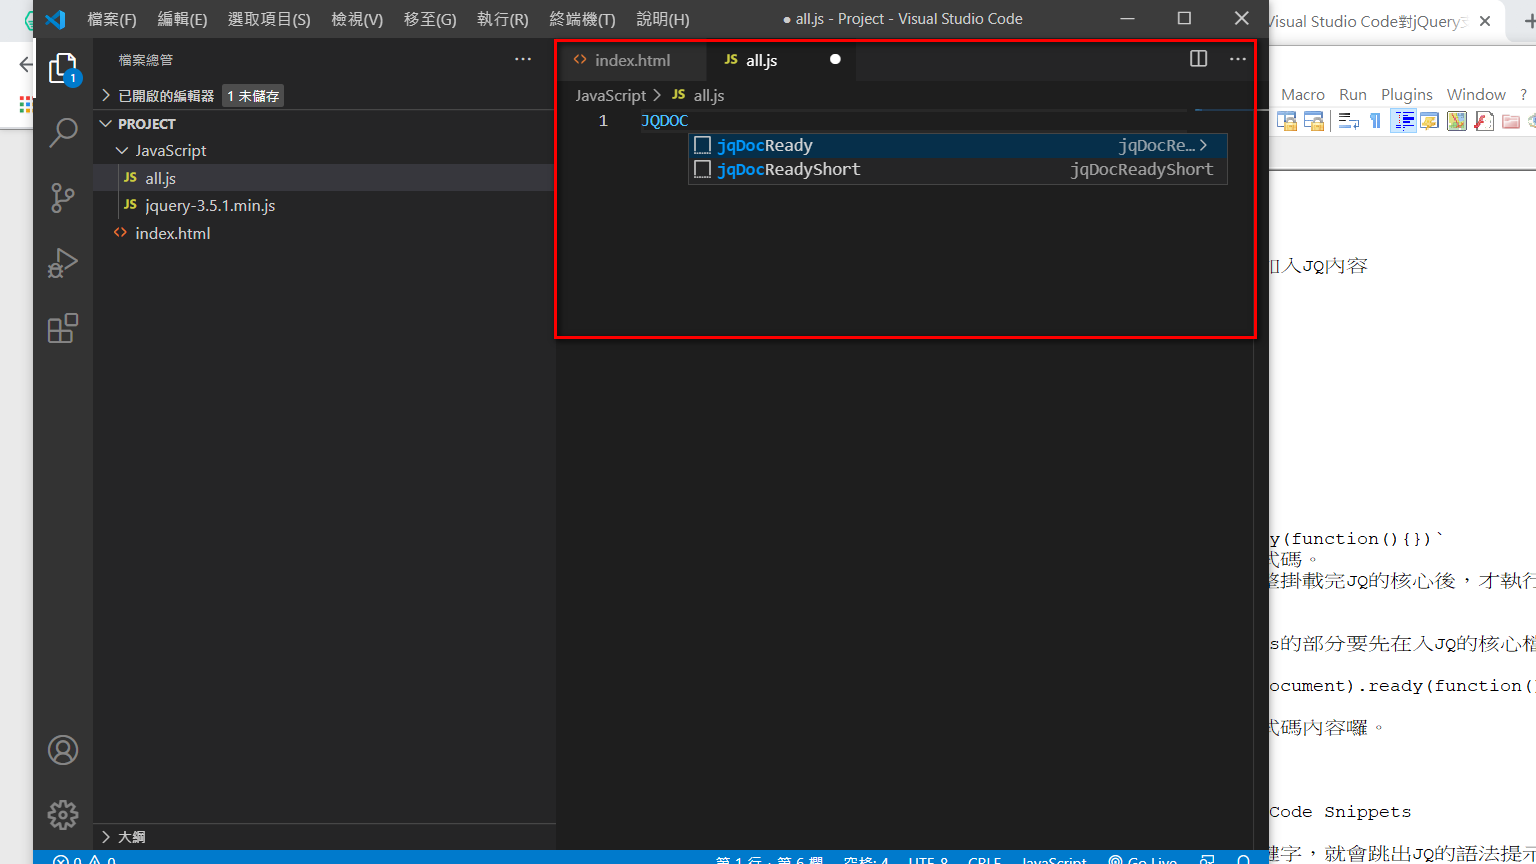 檔案(F) 編輯(E) 選取項目(S) 檢視(V) 移至(G) 執行(R) 終端機(T) 說明(H) ● all.js - Project - Visual Studio Code
Visual Studio Code對jQuery
檔案總管
index.html
JS all.js
1
已開啟的編輯器 1 未儲存
JavaScript > JS all.js
Macro Run Plugins Window ?
PROJECT
1 JQDOC
JavaScript
jqDocReady jqDocRe...
JS all.js
jqDocReadyShort jqDocReadyShort
JS jquery-3.5.1.min.js
index.html
入JQ內容
y(function(){})`
式碼。
整掛載完JQ的核心後，才執行
s的部分要先在入JQ的核心檔
ocument).ready(function()
式碼內容囉。
Code Snippets
大綱
鍵字，就會跳出JQ的語法提示
0 0 第 1 行，第 6 欄 空格: 4 UTF-8 CRLF JavaScript Go Live